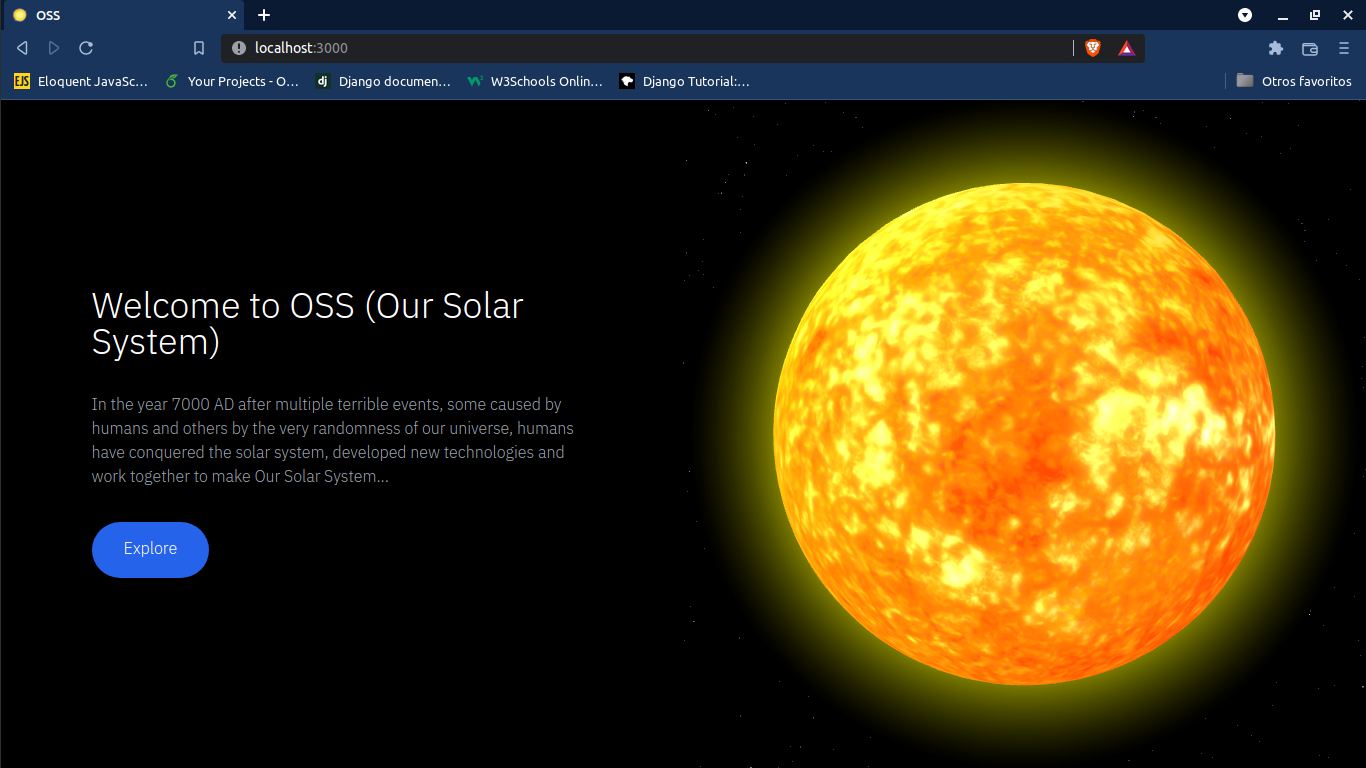 OSS
localhost:3000
EJS
Eloquent JavaSc...
Your Projects - O...
dj
Django documen...
W3Schools Onlin...
Django Tutorial:...
Otros favoritos
Welcome to OSS (Our Solar
System)
In the year 7000 AD after multiple terrible events, some caused by
humans and others by the very randomness of our universe, humans
have conquered the solar system, developed new technologies and
work together to make Our Solar System...
Explore